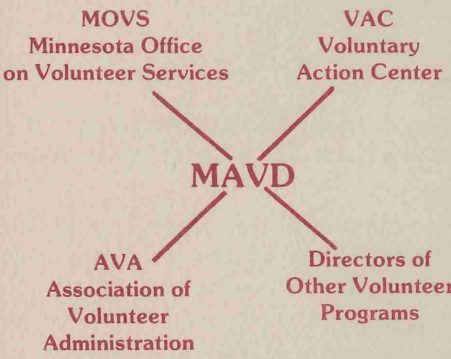 MOVS
Minnesota Office
on Volunteer Services
VAC
Voluntary
Action Center
MAVD
AVA
Association of
Volunteer
Administration
Directors of
Other Volunteer
Programs